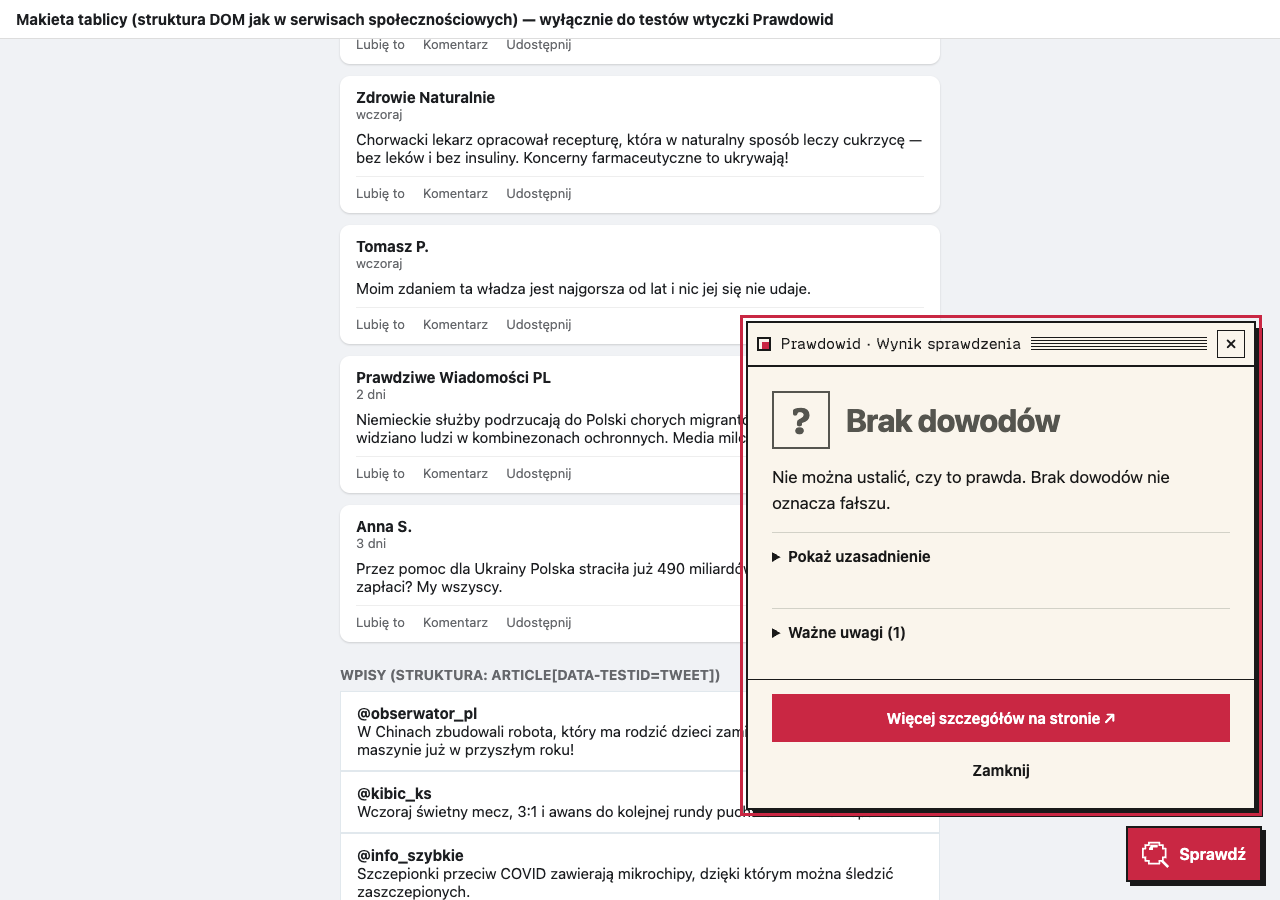 Makieta tablicy (struktura DOM jak w serwisach społecznościowych) — wyłącznie do testów wtyczki Prawdowid
Lubię to Komentarz Udostępnij
Zdrowie Naturalnie
wczoraj
Chorwacki lekarz opracował recepturę, która w naturalny sposób leczy cukrzycę —
bez leków i bez insuliny. Koncerny farmaceutyczne to ukrywają!
Lubię to Komentarz Udostępnij
Tomasz P.
wczoraj
Moim zdaniem ta władza jest najgorsza od lat i nic jej się nie udaje.
Lubię to Komentarz Udostępnij
Prawdziwe Wiadomości PL
2 dni
Niemieckie służby podrzucają do Polski chorych
widziano ludzi w kombinezonach ochronnych. Media
Lubię to Komentarz Udostępnij
Anna S.
3 dni
Przez pomoc dla Ukrainy Polska straciła już 490
zapłaci? My wszyscy.
Lubię to Komentarz Udostępnij
WPISY (STRUKTURA: ARTICLE[DATA-TESTID=TWEET])
@obserwator_pl
W Chinach zbudowali robota, który ma rodzić dzieci
maszynie już w przyszłym roku!
@kibic_ks
Wczoraj świetny mecz, 3:1 i awans do kolejnej rundy
@info_szybkie
Szczepionki przeciw COVID zawierają mikrochipy, dzięki którym można śledzić
zaszczepionych.
Prawdowid · Wynik sprawdzenia ×
? Brak dowodów
Nie można ustalić, czy to prawda. Brak dowodów nie
oznacza fałszu.
Pokaż uzasadnienie
Ważne uwagi (1)
Więcej szczegółów na stronie ↗
Zamknij
Sprawdź